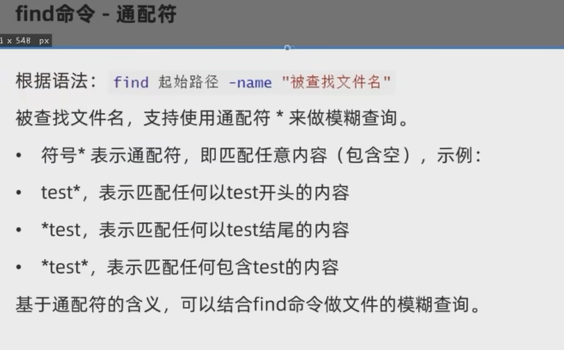 find命令 - 通配符
1 x 548 px
根据语法： find 起始路径 -name "被查找文件名"
被查找文件名，支持使用通配符 * 来做模糊查询。
• 符号* 表示通配符，即匹配任意内容（包含空），示例：
• test*，表示匹配任何以test开头的内容
• *test，表示匹配任何以test结尾的内容
• *test*，表示匹配任何包含test的内容
基于通配符的含义，可以结合find命令做文件的模糊查询。